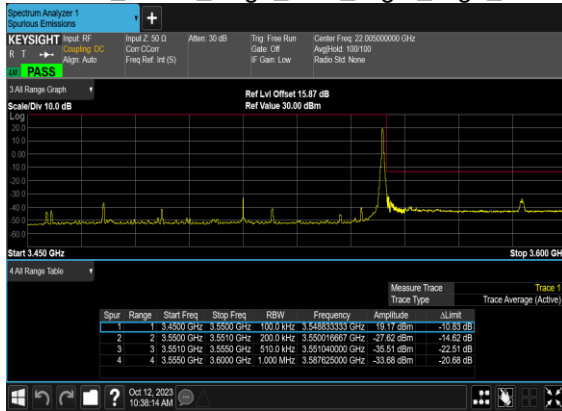 Spectrum Analyzer 1
Spurious Emissions
KEYSIGHT Input: RF Input Z: 50 Ω Atten: 30 dB Trig: Free Run Center Freq: 22.005000000 GHz
R T Coupling: DC Corr CCorr Gate: Off Avg|Hold: 100/100
Align: Auto Freq Ref: Int (S) IF Gain: Low Radio Std: None
PASS
3 All Range Graph
Ref Lvl Offset 15.87 dB
Scale/Div 10.0 dB Ref Value 30.00 dBm
Log
20.0
10.0
0.00
-10.0
-20.0
-30.0
-40.0
-50.0
-60.0
Start 3.450 GHz Stop 3.600 GH
4 All Range Table
Measure Trace Trace 1
Trace Type Trace Average (Active)
Spur Range Start Freq Stop Freq RBW Frequency Amplitude ΔLimit
1 1 3.4500 GHz 3.5500 GHz 100.0 kHz 3.548833333 GHz 19.17 dBm -10.83 dB
2 2 3.5500 GHz 3.5510 GHz 200.0 kHz 3.550016667 GHz -27.62 dBm -14.62 dB
3 3 3.5510 GHz 3.5550 GHz 510.0 kHz 3.551040000 GHz -35.51 dBm -22.51 dB
4 4 3.5550 GHz 3.6000 GHz 1.000 MHz 3.587625000 GHz -33.68 dBm -20.68 dB
Oct 12, 2023
10:38:14 AM